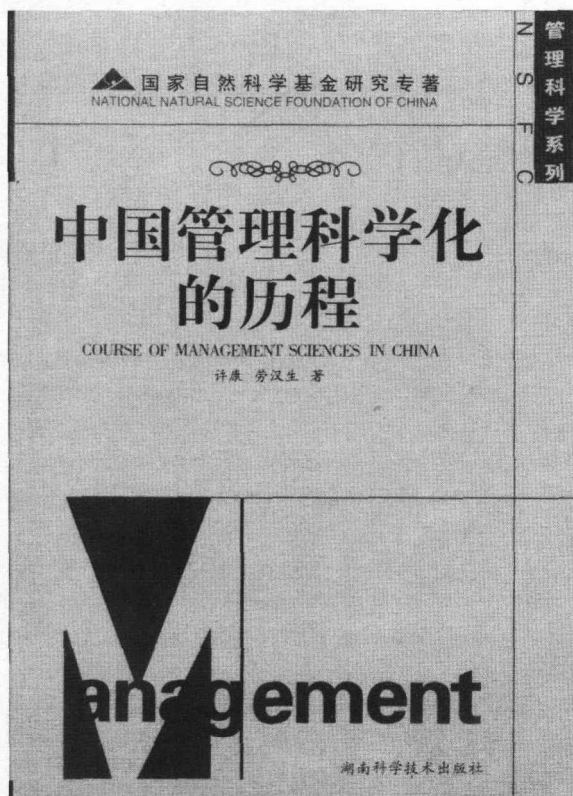 国家自然科学基金研究专著
NATIONAL NATURAL SCIENCE FOUNDATION OF CHINA
NSFC
管理科学系列
中国管理科学化
的历程
COURSE OF MANAGEMENT SCIENCES IN CHINA
许康 劳汉生 著
Management
湖南科学技术出版社